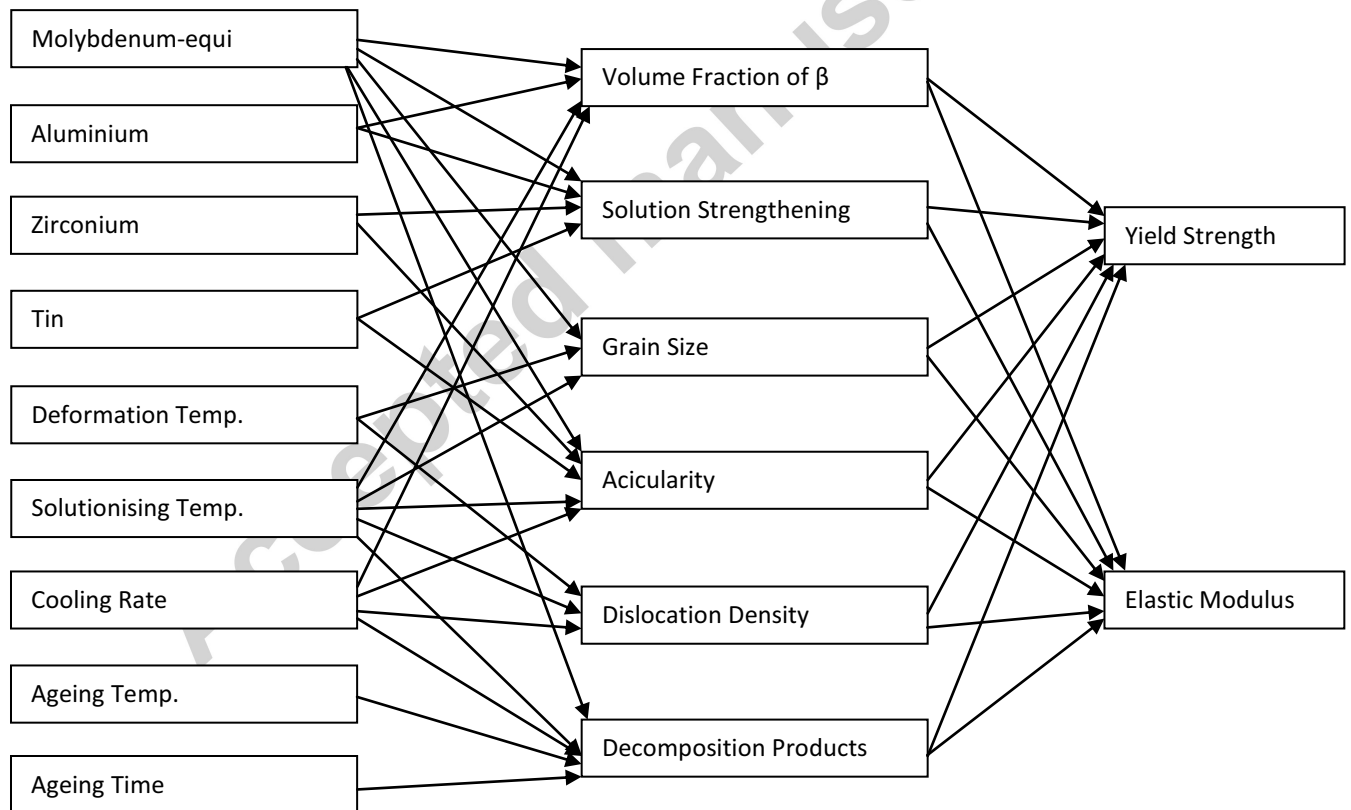 Molybdenum-equi
Aluminium
Zirconium
Tin
Deformation Temp.
Solutionising Temp.
Cooling Rate
Ageing Temp.
Ageing Time
Volume Fraction of β
Solution Strengthening
Grain Size
Acicularity
Dislocation Density
Decomposition Products
Yield Strength
Elastic Modulus